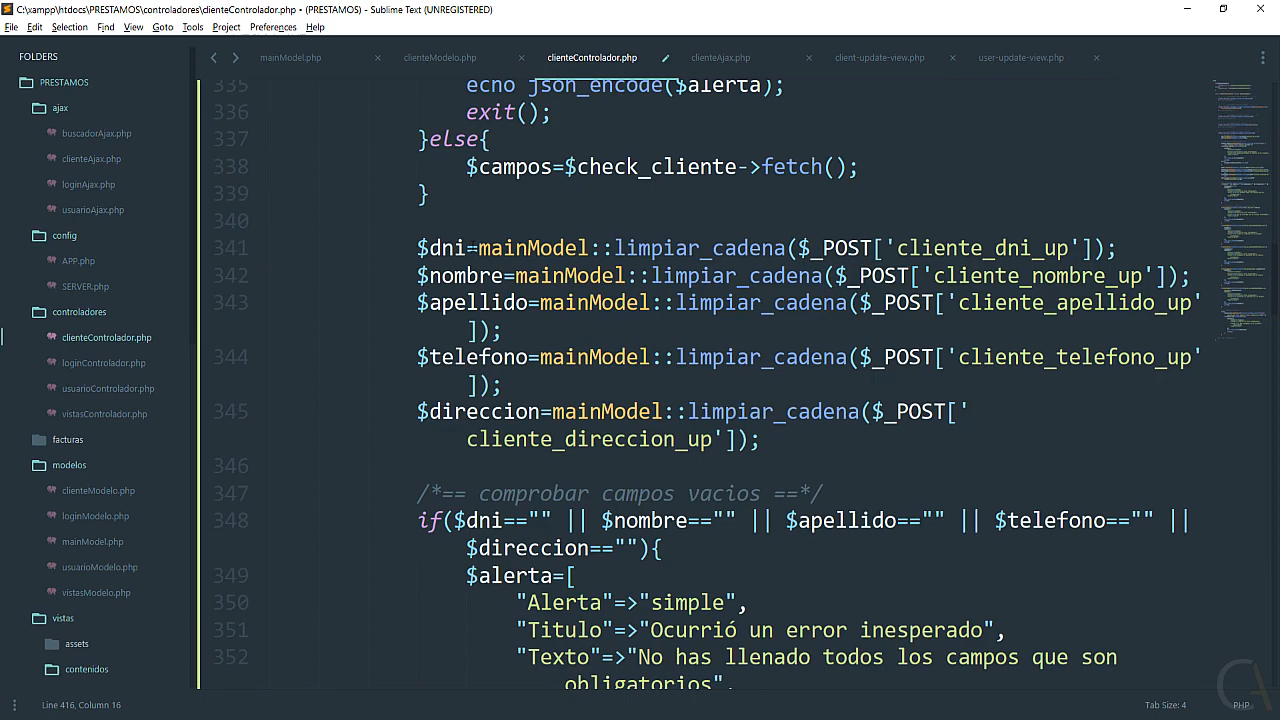 C:\xampp\htdocs\PRESTAMOS\controladores\clienteControlador.php • (PRESTAMOS) - Sublime Text (UNREGISTERED)
File Edit Selection Find View Goto Tools Project Preferences Help
FOLDERS
PRESTAMOS
ajax
buscadorAjax.php
clienteAjax.php
loginAjax.php
usuarioAjax.php
config
APP.php
SERVER.php
controladores
clienteControlador.php
loginControlador.php
usuarioControlador.php
vistasControlador.php
facturas
modelos
clienteModelo.php
loginModelo.php
mainModel.php
usuarioModelo.php
vistasModelo.php
vistas
assets
contenidos
mainModel.php clienteModelo.php clienteControlador.php clienteAjax.php client-update-view.php user-update-view.php
335 echo json_encode($alerta);
336 exit();
337 }else{
338 $campos=$check_cliente->fetch();
339 }
340
341 $dni=mainModel::limpiar_cadena($_POST['cliente_dni_up']);
342 $nombre=mainModel::limpiar_cadena($_POST['cliente_nombre_up']);
343 $apellido=mainModel::limpiar_cadena($_POST['cliente_apellido_up'
]);
344 $telefono=mainModel::limpiar_cadena($_POST['cliente_telefono_up'
]);
345 $direccion=mainModel::limpiar_cadena($_POST['
cliente_direccion_up']);
346
347 /*== comprobar campos vacios ==*/
348 if($dni=="" || $nombre=="" || $apellido=="" || $telefono=="" ||
$direccion==""){
349 $alerta=[
350 "Alerta"=>"simple",
351 "Titulo"=>"Ocurrió un error inesperado",
352 "Texto"=>"No has llenado todos los campos que son
obligatorios",
Line 416, Column 16
Tab Size: 4 PHP